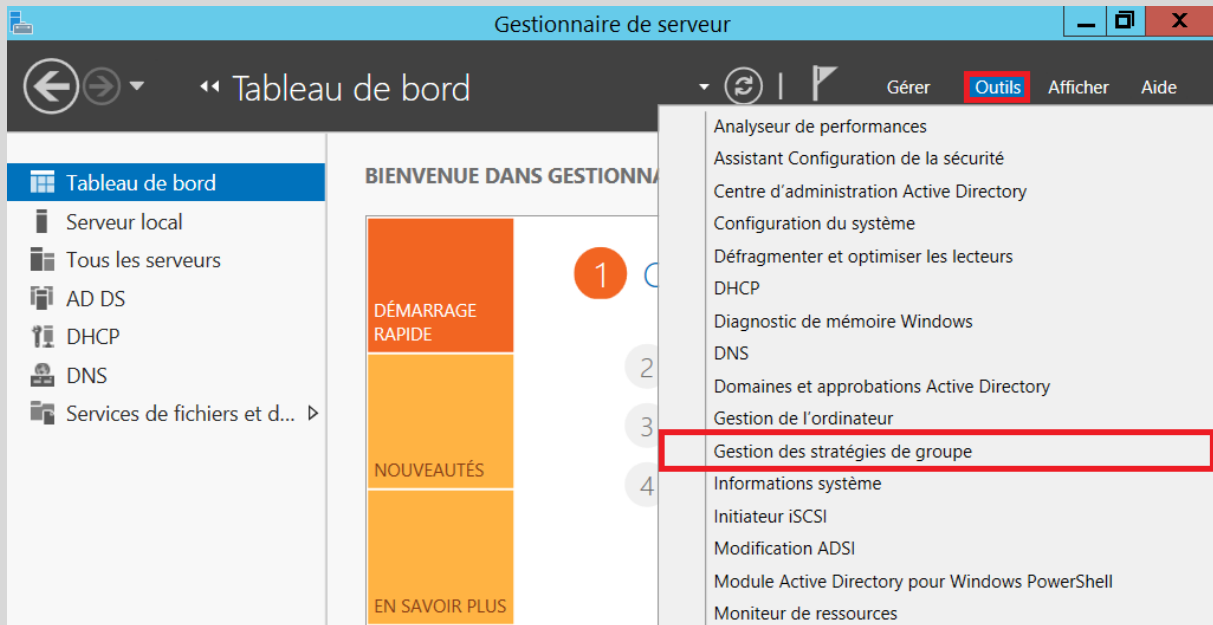 Gestionnaire de serveur
Tableau de bord
Gérer Outils Afficher Aide
Tableau de bord
Serveur local
Tous les serveurs
AD DS
DHCP
DNS
Services de fichiers et d...
BIENVENUE DANS GESTIONNA
DÉMARRAGE
RAPIDE
NOUVEAUTÉS
EN SAVOIR PLUS
1
2
3
4
Analyseur de performances
Assistant Configuration de la sécurité
Centre d'administration Active Directory
Configuration du système
Défragmenter et optimiser les lecteurs
DHCP
Diagnostic de mémoire Windows
DNS
Domaines et approbations Active Directory
Gestion de l'ordinateur
Gestion des stratégies de groupe
Informations système
Initiateur iSCSI
Modification ADSI
Module Active Directory pour Windows PowerShell
Moniteur de ressources